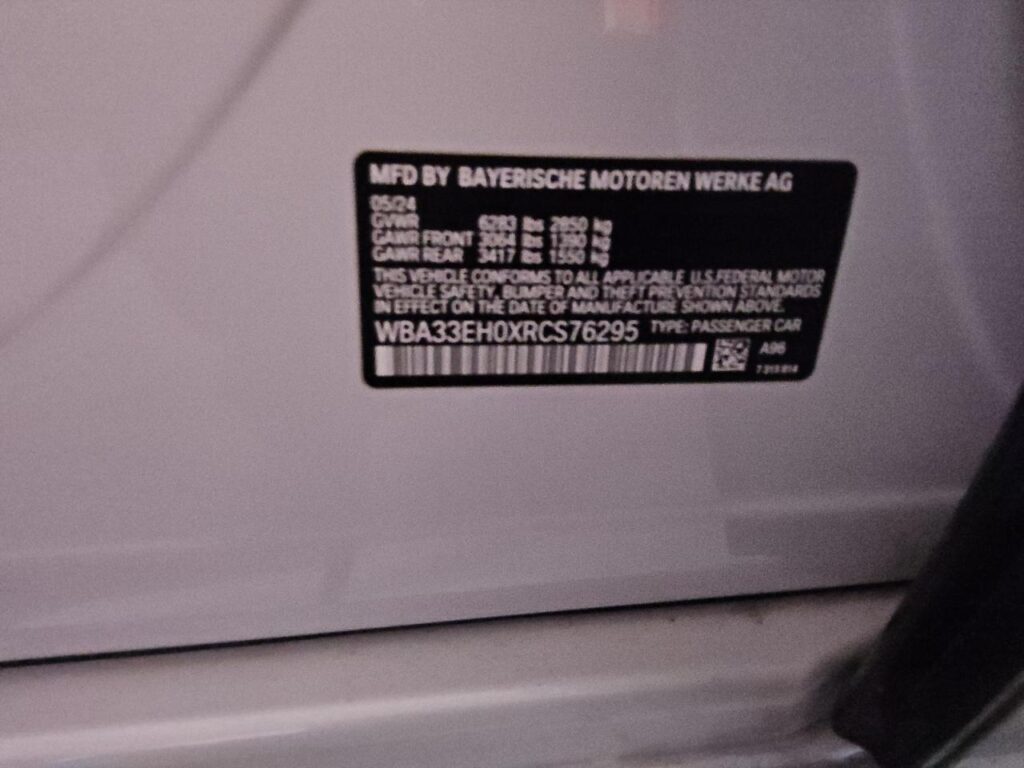 MFD BY BAYERISCHE MOTOREN WERKE AG
05/24
GVWR 6283 lbs 2850 kg
GAWR FRONT 3064 lbs 1390 kg
GAWR REAR 3417 lbs 1550 kg
THIS VEHICLE CONFORMS TO ALL APPLICABLE U.S.FEDERAL MOTOR
VEHICLE SAFETY, BUMPER AND THEFT PREVENTION STANDARDS
IN EFFECT ON THE DATE OF MANUFACTURE SHOWN ABOVE.
WBA33EH0XRCS76295 TYPE: PASSENGER CAR
A96